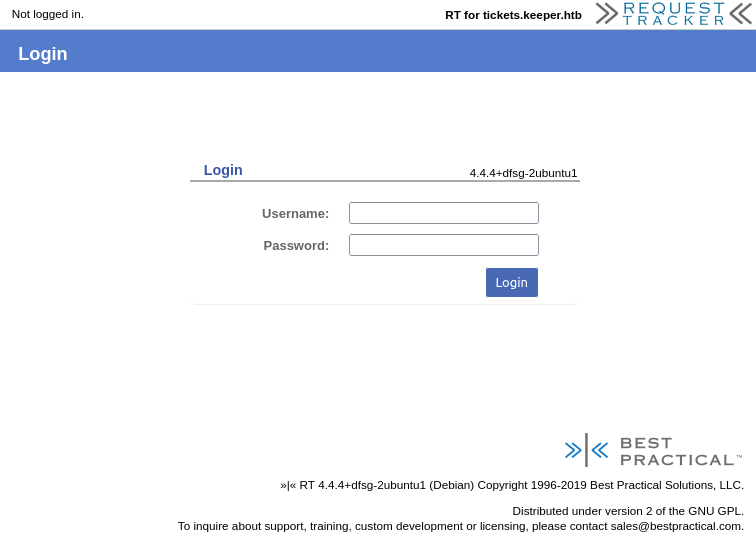 Not logged in.
RT for tickets.keeper.htb
REQUEST
TRACKER
Login
Login
4.4.4+dfsg-2ubuntu1
Username:
Password:
Login
BEST
PRACTICAL™
»|« RT 4.4.4+dfsg-2ubuntu1 (Debian) Copyright 1996-2019 Best Practical Solutions, LLC.
Distributed under version 2 of the GNU GPL.
To inquire about support, training, custom development or licensing, please contact sales@bestpractical.com.